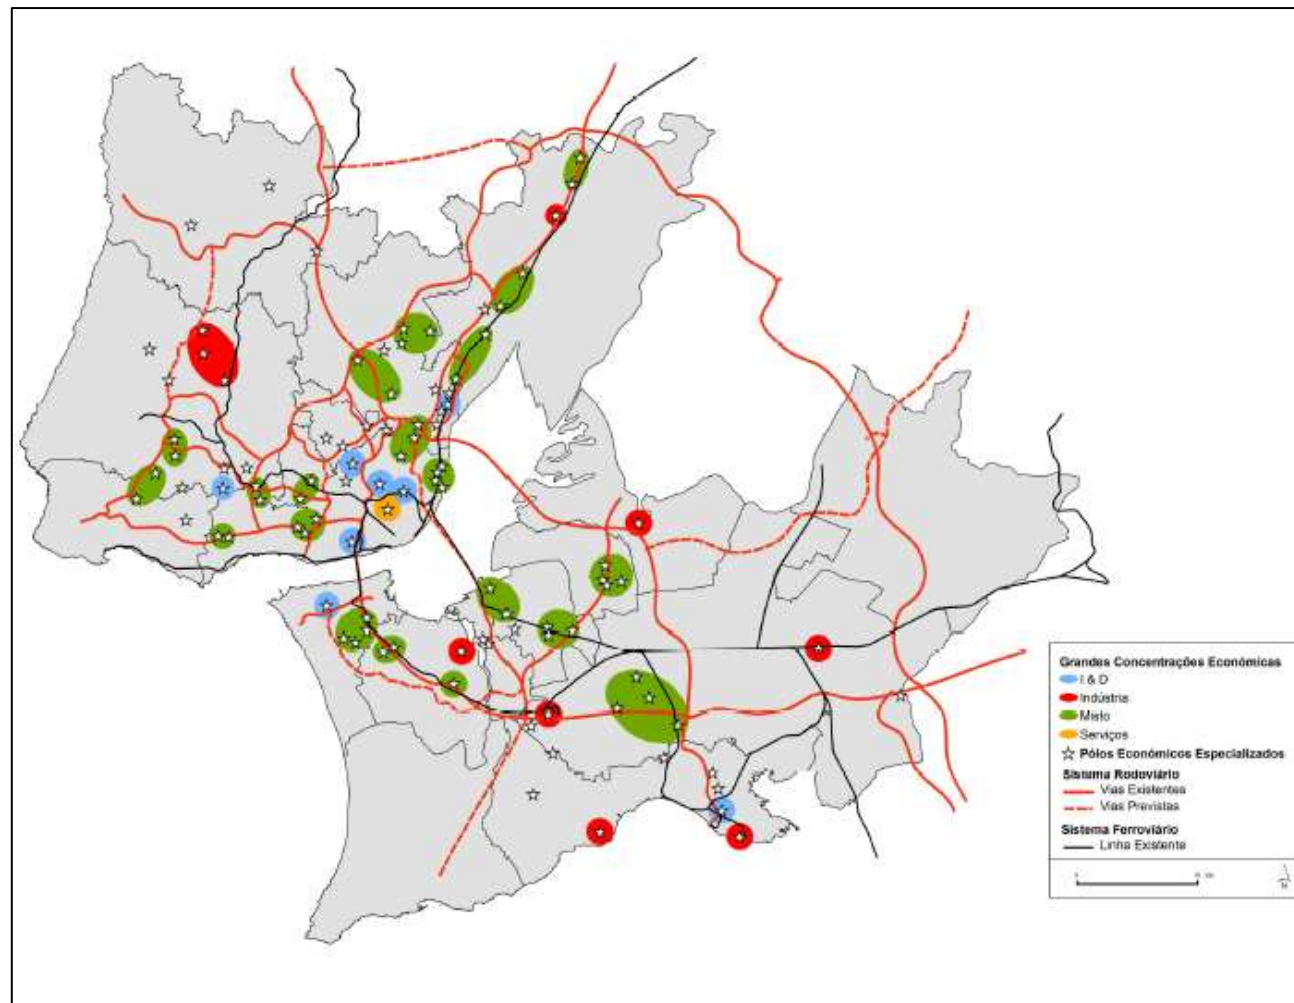 Grandes Concentrações Económicas
I & D
Indústria
Misto
Serviços
Pólos Económicos Especializados
Sistema Rodoviário
Vias Existentes
Vias Previstas
Sistema Ferroviário
Linha Existente